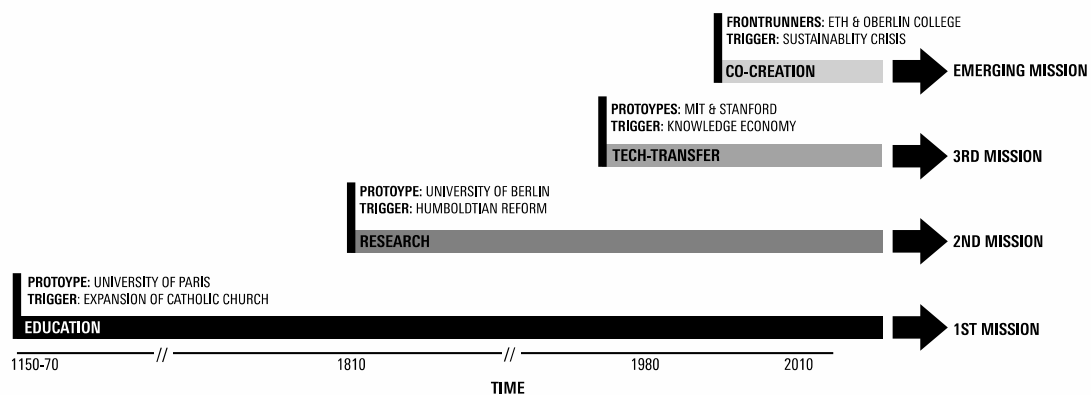 FRONTRUNNERS: ETH & OBERLIN COLLEGE
TRIGGER: SUSTAINABLITY CRISIS
CO-CREATION
EMERGING MISSION
PROTOYPES: MIT & STANFORD
TRIGGER: KNOWLEDGE ECONOMY
TECH-TRANSFER
3RD MISSION
PROTOYPE: UNIVERSITY OF BERLIN
TRIGGER: HUMBOLDTIAN REFORM
RESEARCH
2ND MISSION
PROTOYPE: UNIVERSITY OF PARIS
TRIGGER: EXPANSION OF CATHOLIC CHURCH
EDUCATION
1ST MISSION
// //
1150-70 1810 1980 2010
TIME